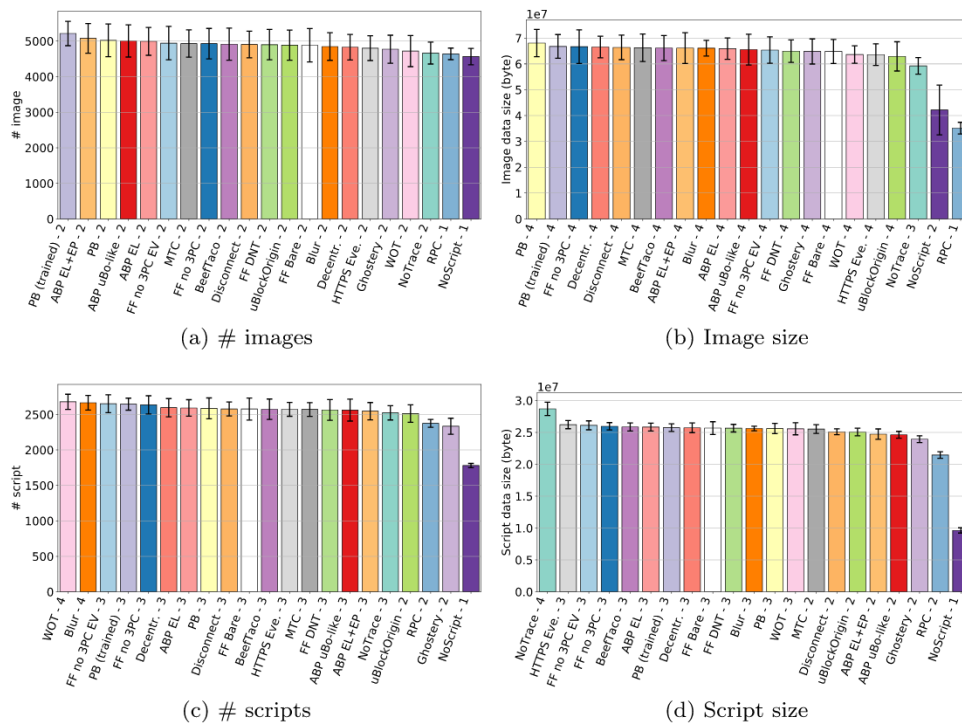 # image
5000
4000
3000
2000
1000
0
PB (trained) - 2
ABP EL+EP - 2
PB - 2
ABP uBo-like - 2
ABP EL - 2
FF no 3PC EV - 2
MTC - 2
FF no 3PC - 2
BeefTaco - 2
Disconnect - 2
FF DNT - 2
uBlockOrigin - 2
FF Bare - 2
Blur - 2
Decentr. - 2
HTTPS Eve. - 2
Ghostery - 2
WOT - 2
NoTrace - 2
RPC - 1
NoScript - 1
(a) # images
1e7
Image data size (byte)
7
6
5
4
3
2
1
0
PB - 4
PB (trained) - 4
FF no 3PC - 4
Decentr. - 4
Disconnect - 4
MTC - 4
BeefTaco - 4
ABP EL+EP - 4
Blur - 4
ABP EL - 4
ABP uBo-like - 4
FF no 3PC EV - 4
FF DNT - 4
Ghostery - 4
FF Bare - 4
WOT - 4
HTTPS Eve. - 4
uBlockOrigin - 4
NoTrace - 3
NoScript - 2
RPC - 1
(b) Image size
# script
2500
2000
1500
1000
500
0
WOT - 4
Blur - 4
FF no 3PC EV - 3
PB (trained) - 3
FF no 3PC - 3
Decentr. - 3
ABP EL - 3
PB - 3
Disconnect - 3
FF Bare - 3
BeefTaco - 3
HTTPS Eve. - 3
MTC - 3
FF DNT - 3
ABP uBo-like - 3
ABP EL+EP - 3
NoTrace - 3
uBlockOrigin - 2
RPC - 2
Ghostery - 2
NoScript - 1
(c) # scripts
1e7
Script data size (byte)
3.0
2.5
2.0
1.5
1.0
0.5
0.0
NoTrace - 4
HTTPS Eve. - 3
FF no 3PC EV - 3
FF no 3PC - 3
BeefTaco - 3
ABP EL - 3
PB (trained) - 3
Decentr. - 3
FF Bare - 3
FF DNT - 3
Blur - 3
PB - 3
WOT - 3
MTC - 2
Disconnect - 2
uBlockOrigin - 2
ABP EL+EP - 2
ABP uBo-like - 2
Ghostery - 2
RPC - 2
NoScript - 1
(d) Script size